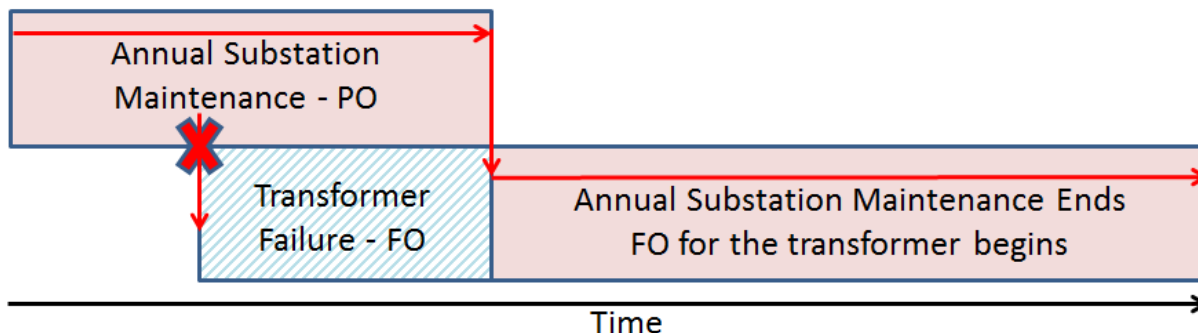 Annual Substation
Maintenance - PO
Transformer
Failure - FO
Annual Substation Maintenance Ends
FO for the transformer begins
Time